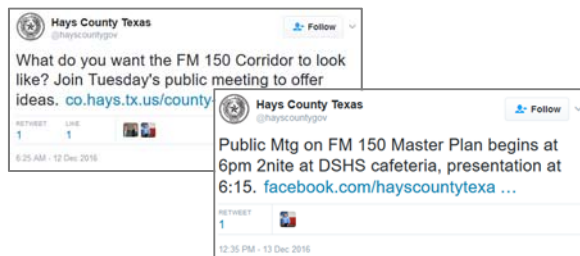 Hays County Texas
@hayscountygov
Follow
What do you want the FM 150 Corridor to look
like? Join Tuesday's public meeting to offer
ideas. co.hays.tx.us/county-
RETWEET LIKE
1 1
6:25 AM - 12 Dec 2016
Hays County Texas
@hayscountygov
Follow
Public Mtg on FM 150 Master Plan begins at
6pm 2nite at DSHS cafeteria, presentation at
6:15. facebook.com/hayscountytexa ...
RETWEET
1
12:35 PM - 13 Dec 2016